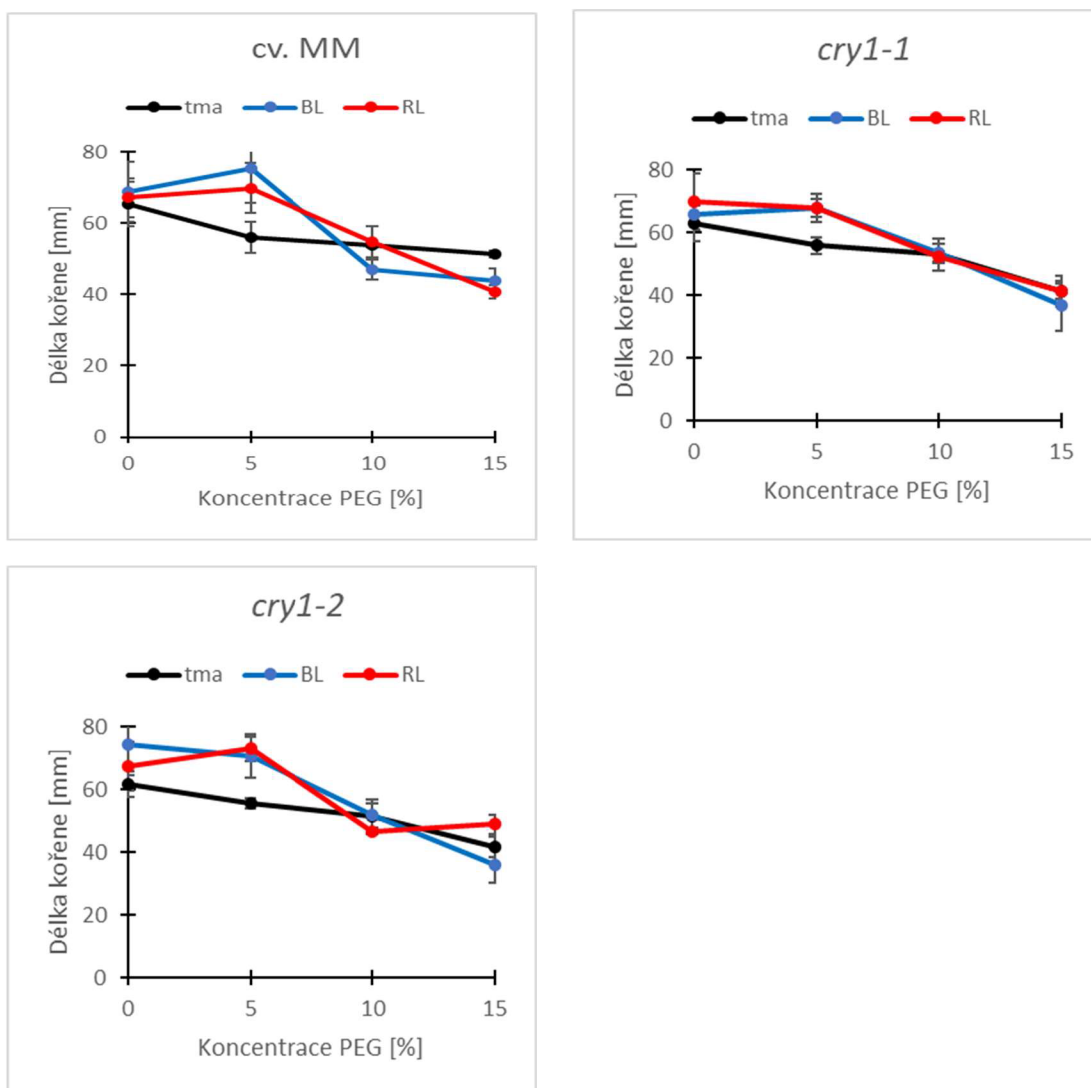 cv. MM
tma BL RL
80
60
40
20
0
0 5 10 15
Délka kořene [mm]
Koncentrace PEG [%]
cry1-1
tma BL RL
80
60
40
20
0
0 5 10 15
Délka kořene [mm]
Koncentrace PEG [%]
cry1-2
tma BL RL
80
60
40
20
0
0 5 10 15
Délka kořene [mm]
Koncentrace PEG [%]